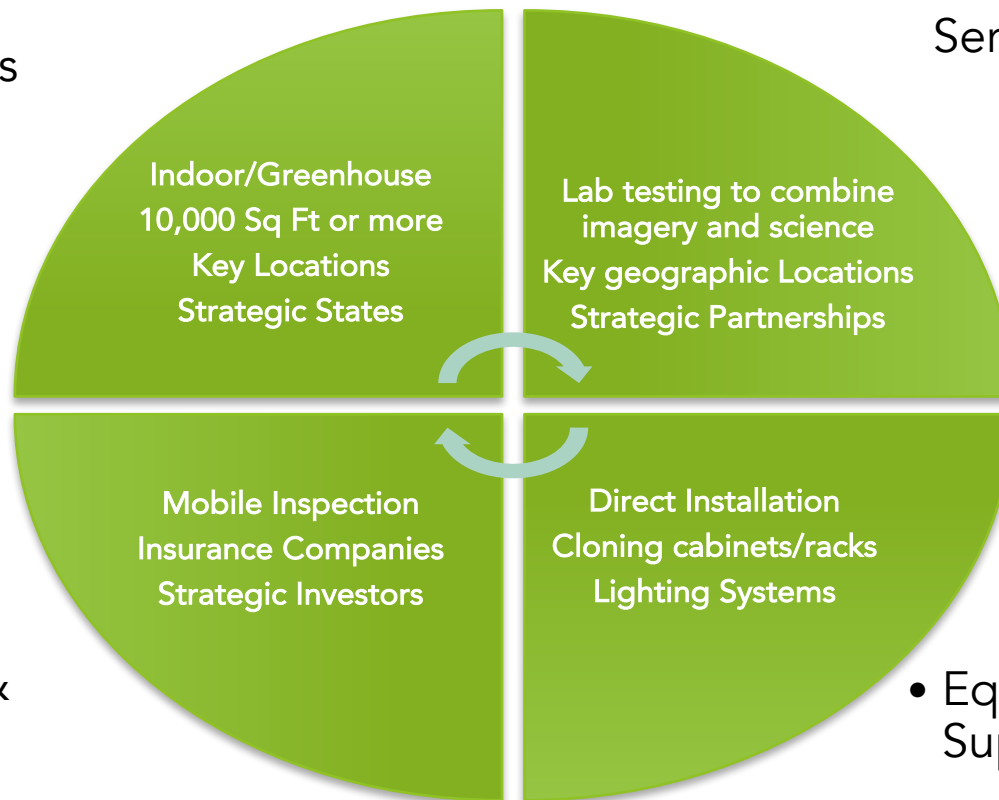 Indoor/Greenhouse
10,000 Sq Ft or more
Key Locations
Strategic States
Lab testing to combine
imagery and science
Key geographic Locations
Strategic Partnerships
Mobile Inspection
Insurance Companies
Strategic Investors
Direct Installation
Cloning cabinets/racks
Lighting Systems